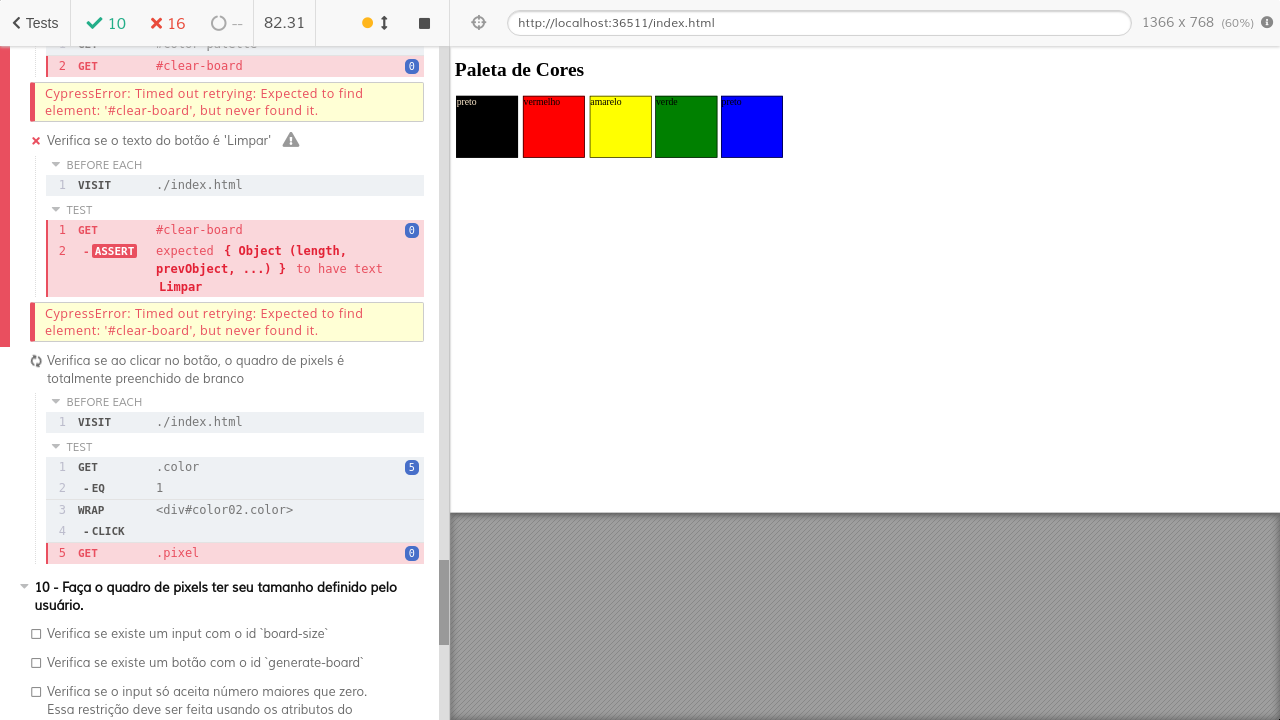 Tests
10
16
--
82.31
http://localhost:36511/index.html
1366 x 768 (60%)
2 GET #clear-board 0
CypressError: Timed out retrying: Expected to find
element: '#clear-board', but never found it.
Verifica se o texto do botão é 'Limpar'
BEFORE EACH
1 VISIT ./index.html
TEST
1 GET #clear-board 0
2 -ASSERT expected { Object (length,
prevObject, ...) } to have text
Limpar
CypressError: Timed out retrying: Expected to find
element: '#clear-board', but never found it.
Verifica se ao clicar no botão, o quadro de pixels é
totalmente preenchido de branco
BEFORE EACH
1 VISIT ./index.html
TEST
1 GET .color 5
2 -EQ 1
3 WRAP <div#color02.color>
4 -CLICK
5 GET .pixel 0
10 - Faça o quadro de pixels ter seu tamanho definido pelo
usuário.
Verifica se existe um input com o id `board-size`
Verifica se existe um botão com o id `generate-board`
Verifica se o input só aceita número maiores que zero.
Essa restrição deve ser feita usando os atributos do
Paleta de Cores
preto
vermelho
amarelo
verde
preto